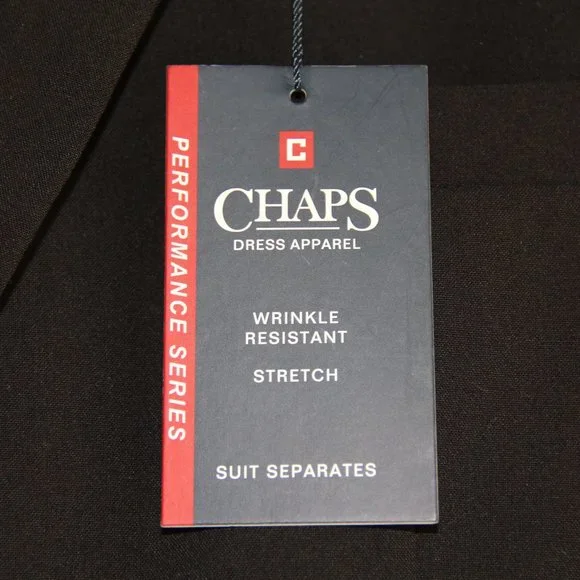 C
CHAPS
DRESS APPAREL
WRINKLE
RESISTANT
STRETCH
SUIT SEPARATES
PERFORMANCE SERIES